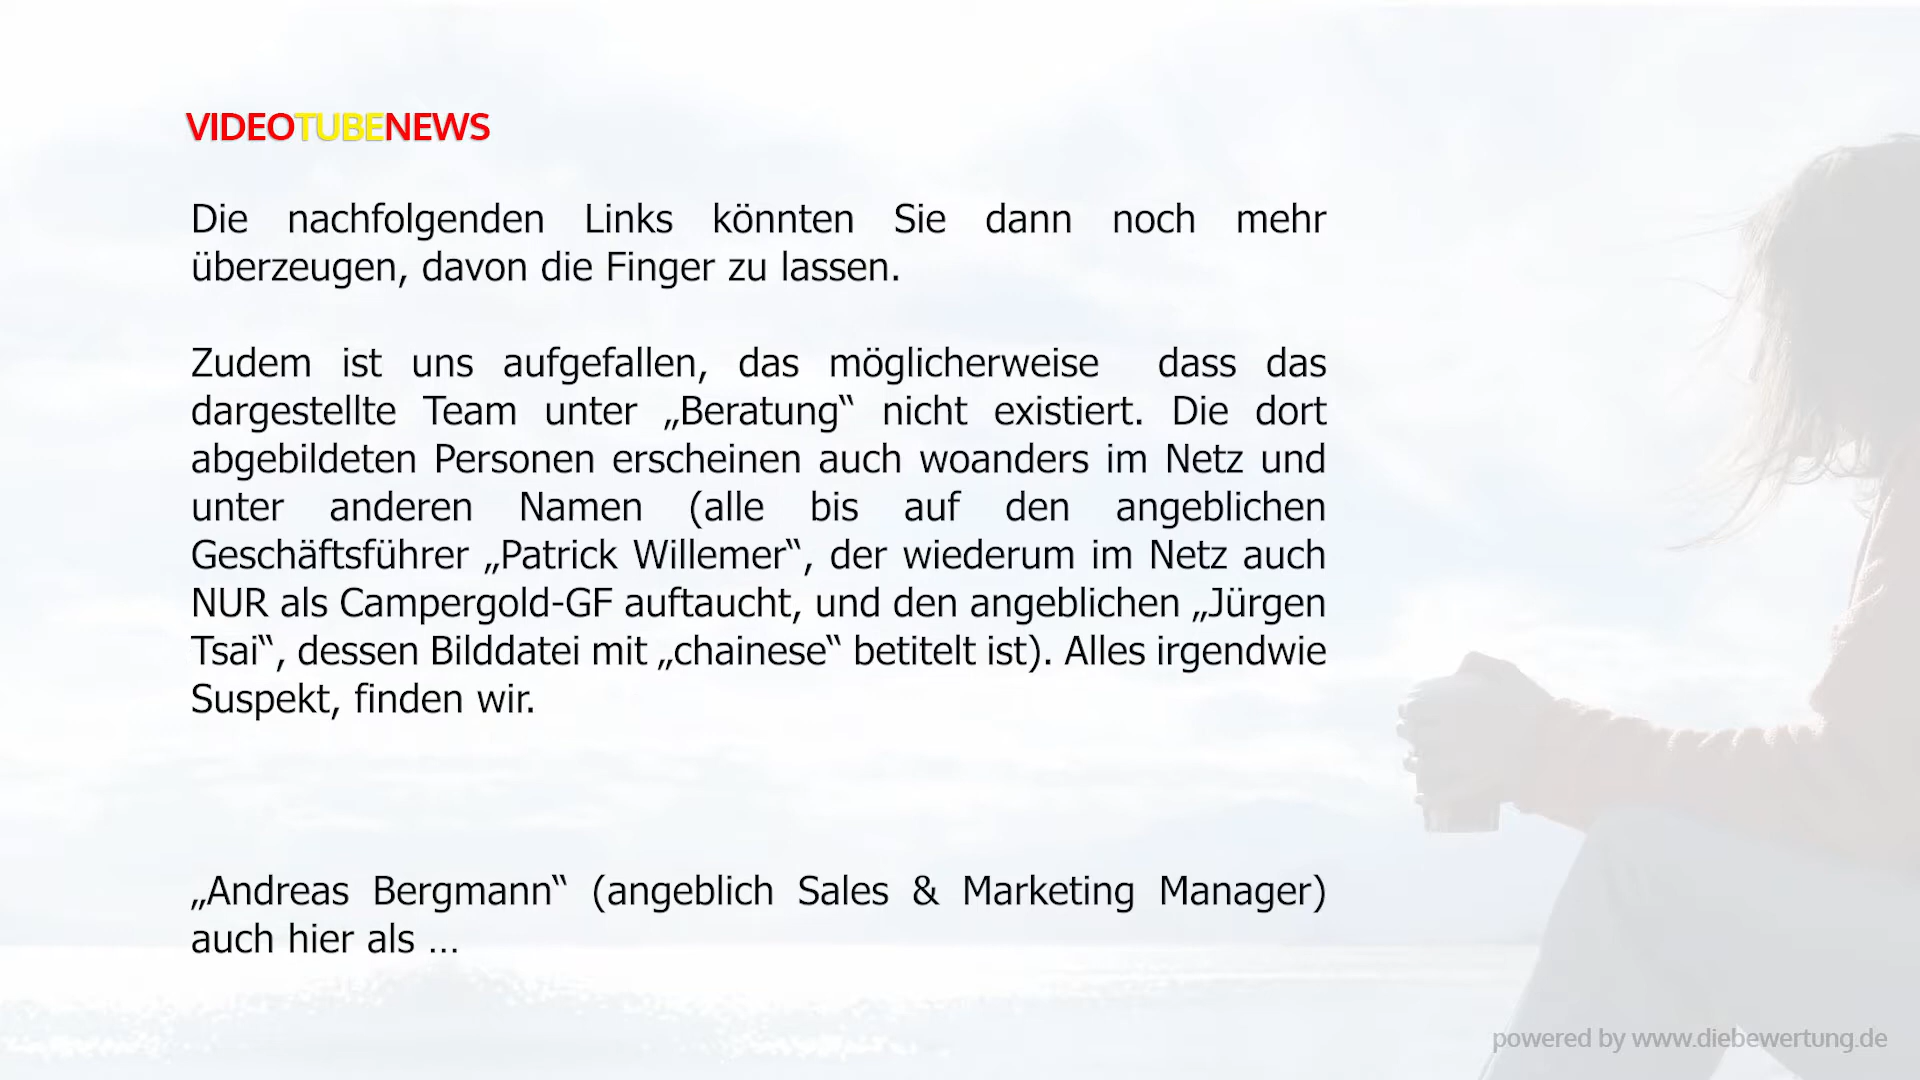 VIDEOTUBENEWS
Die nachfolgenden Links könnten Sie dann noch mehr
überzeugen, davon die Finger zu lassen.
Zudem ist uns aufgefallen, das möglicherweise dass das
dargestellte Team unter „Beratung“ nicht existiert. Die dort
abgebildeten Personen erscheinen auch woanders im Netz und
unter anderen Namen (alle bis auf den angeblichen
Geschäftsführer „Patrick Willemer“, der wiederum im Netz auch
NUR als Campergold-GF auftaucht, und den angeblichen „Jürgen
Tsai“, dessen Bilddatei mit „chainese“ betitelt ist). Alles irgendwie
Suspekt, finden wir.
„Andreas Bergmann“ (angeblich Sales & Marketing Manager)
auch hier als …
powered by www.diebewertung.de